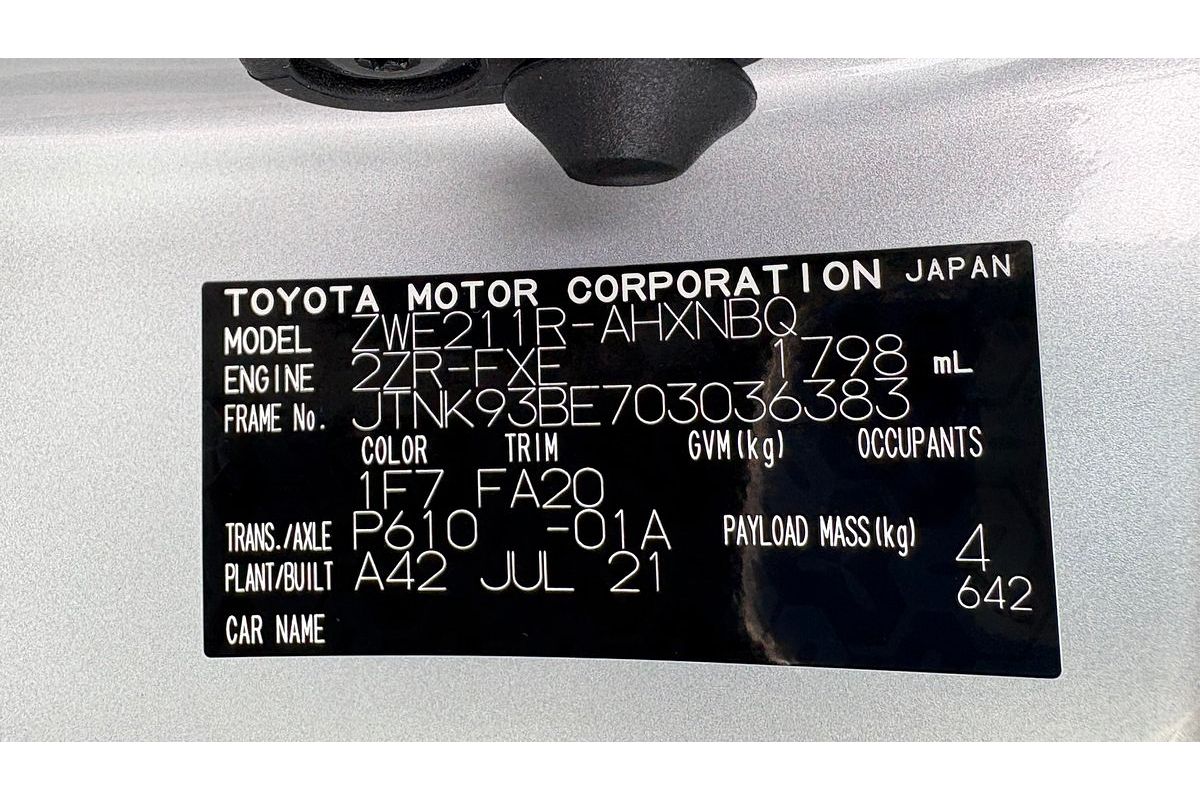 TOYOTA MOTOR CORPORATION JAPAN
MODEL ZWE211R-AHXNBQ
ENGINE 2ZR-FXE 1798 mL
FRAME No. JTNK93BE703036383
COLOR TRIM GVM(kg) OCCUPANTS
1F7 FA20
TRANS./AXLE P610 -01A PAYLOAD MASS(kg) 4
PLANT/BUILT A42 JUL 21 642
CAR NAME